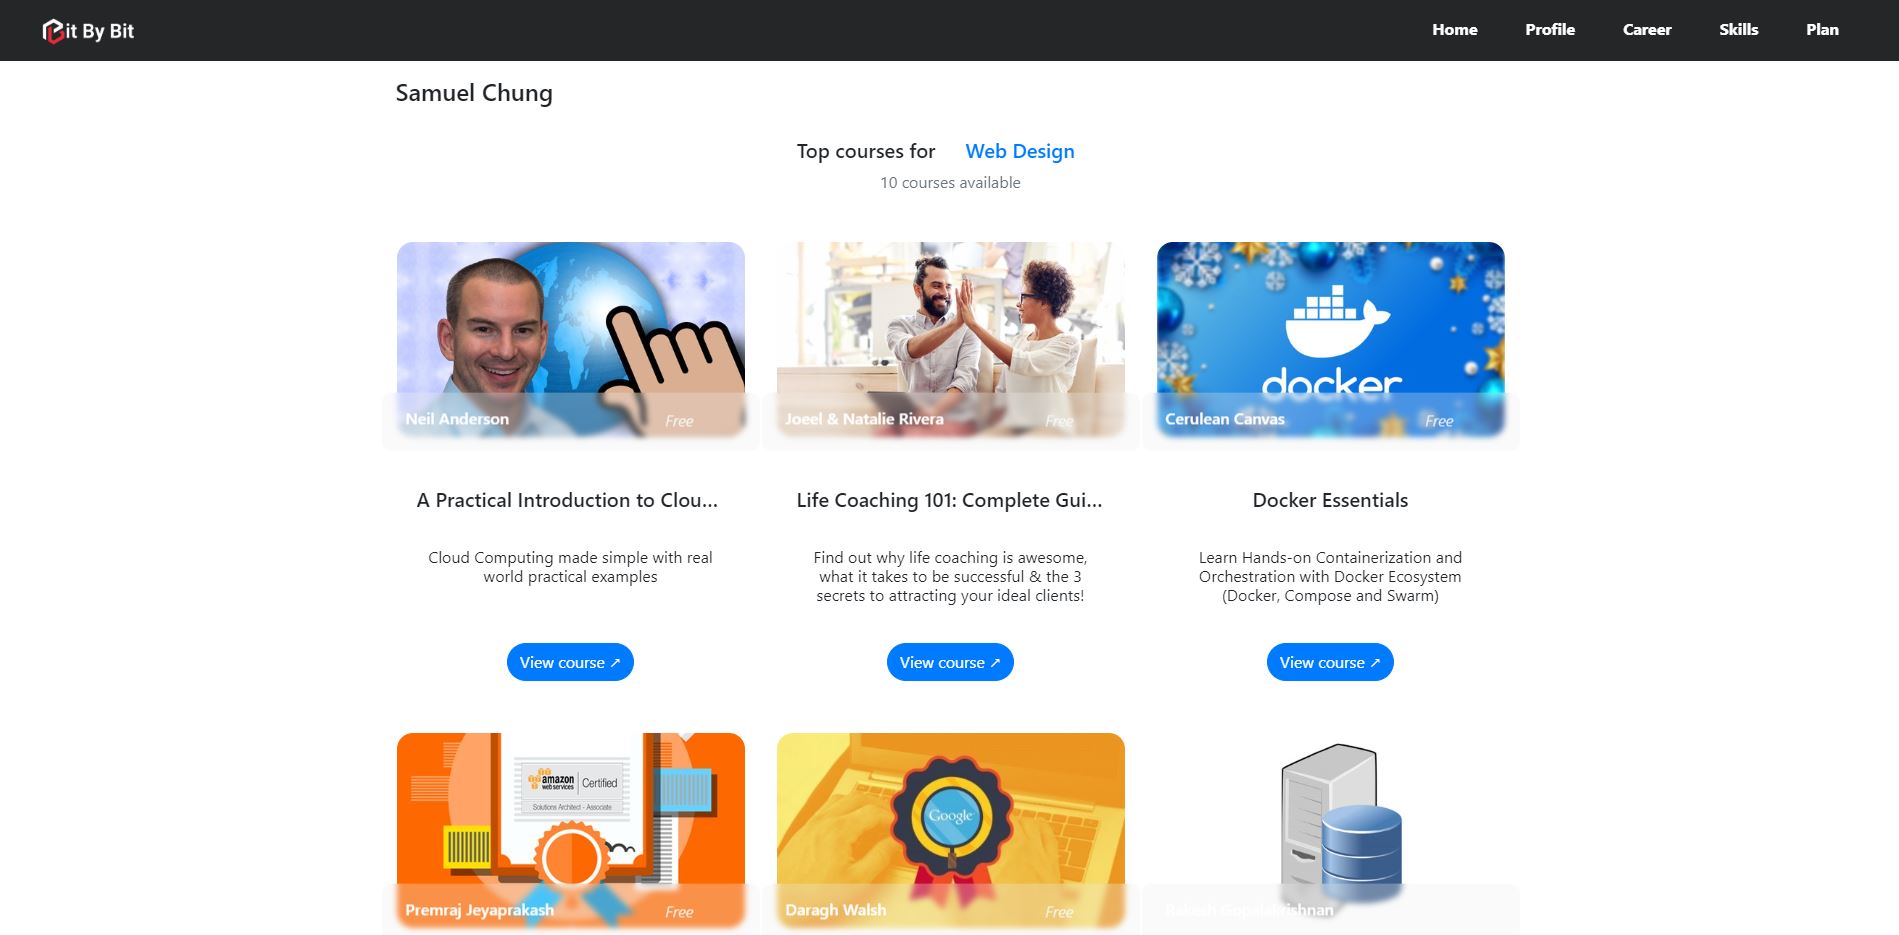 Bit By Bit
Home Profile Career Skills Plan
Samuel Chung
Top courses for Web Design
10 courses available
docker
Neil Anderson Free
Joeel & Natalie Rivera Free
Cerulean Canvas Free
A Practical Introduction to Clou...
Life Coaching 101: Complete Gui...
Docker Essentials
Cloud Computing made simple with real
world practical examples
Find out why life coaching is awesome,
what it takes to be successful & the 3
secrets to attracting your ideal clients!
Learn Hands-on Containerization and
Orchestration with Docker Ecosystem
(Docker, Compose and Swarm)
View course ↗
View course ↗
View course ↗
amazon
web services
Certified
Solutions Architect - Associate
Google
Premraj Jeyaprakash Free
Daragh Walsh Free
Rakesh Gopalakrishnan